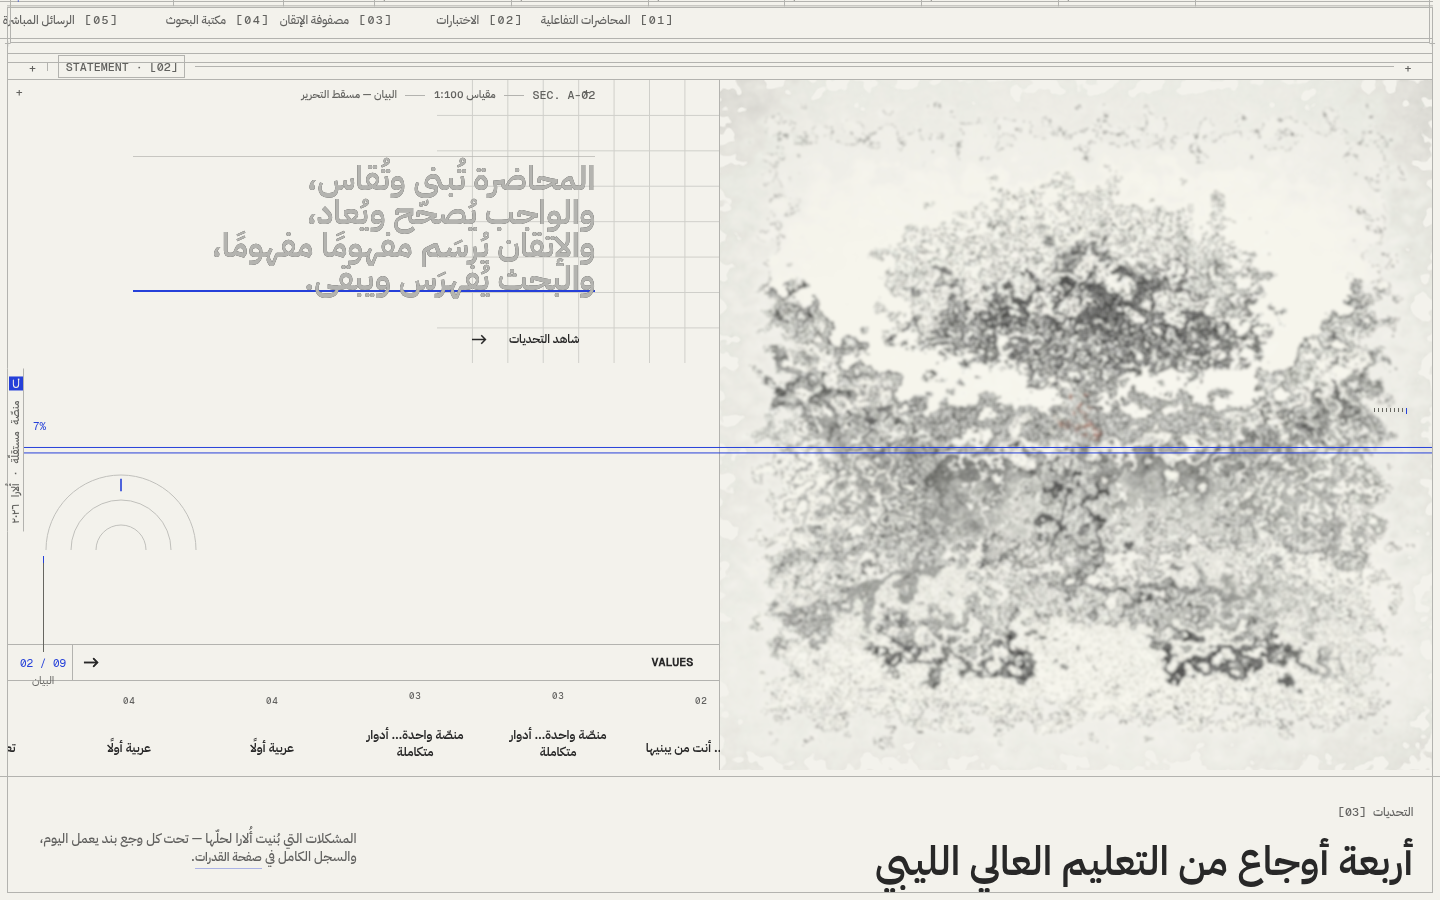 [01] المحاضرات التفاعلية [02] الاختبارات [03] مصفوفة الإتقان [04] مكتبة البحوث [05] الرسائل المباشرة
STATEMENT · [02]
SEC. A-02 — مقياس 1:100 — البيان — مسقط التحرير
المحاضرة تُبنى وتُقاس،
والواجب يُصحّح ويُعاد،
والإتقان يُرسَم مفهومًا مفهومًا،
والبحث يُفهرَس ويبقى.
شاهد التحديات →
منصّة مستقلّة · ألارا ٢٠٢٦
7%
VALUES
→
02 / 09
البيان
02
.. أنت من يبنيها
03
منصّة واحدة... أدوار
متكاملة
03
منصّة واحدة... أدوار
متكاملة
04
عربية أولًا
04
عربية أولًا
التحديات [03]
أربعة أوجاع من التعليم العالي الليبي
المشكلات التي بُنيت ألارا لحلّها — تحت كل وجع بند يعمل اليوم،
والسجل الكامل في صفحة القدرات.